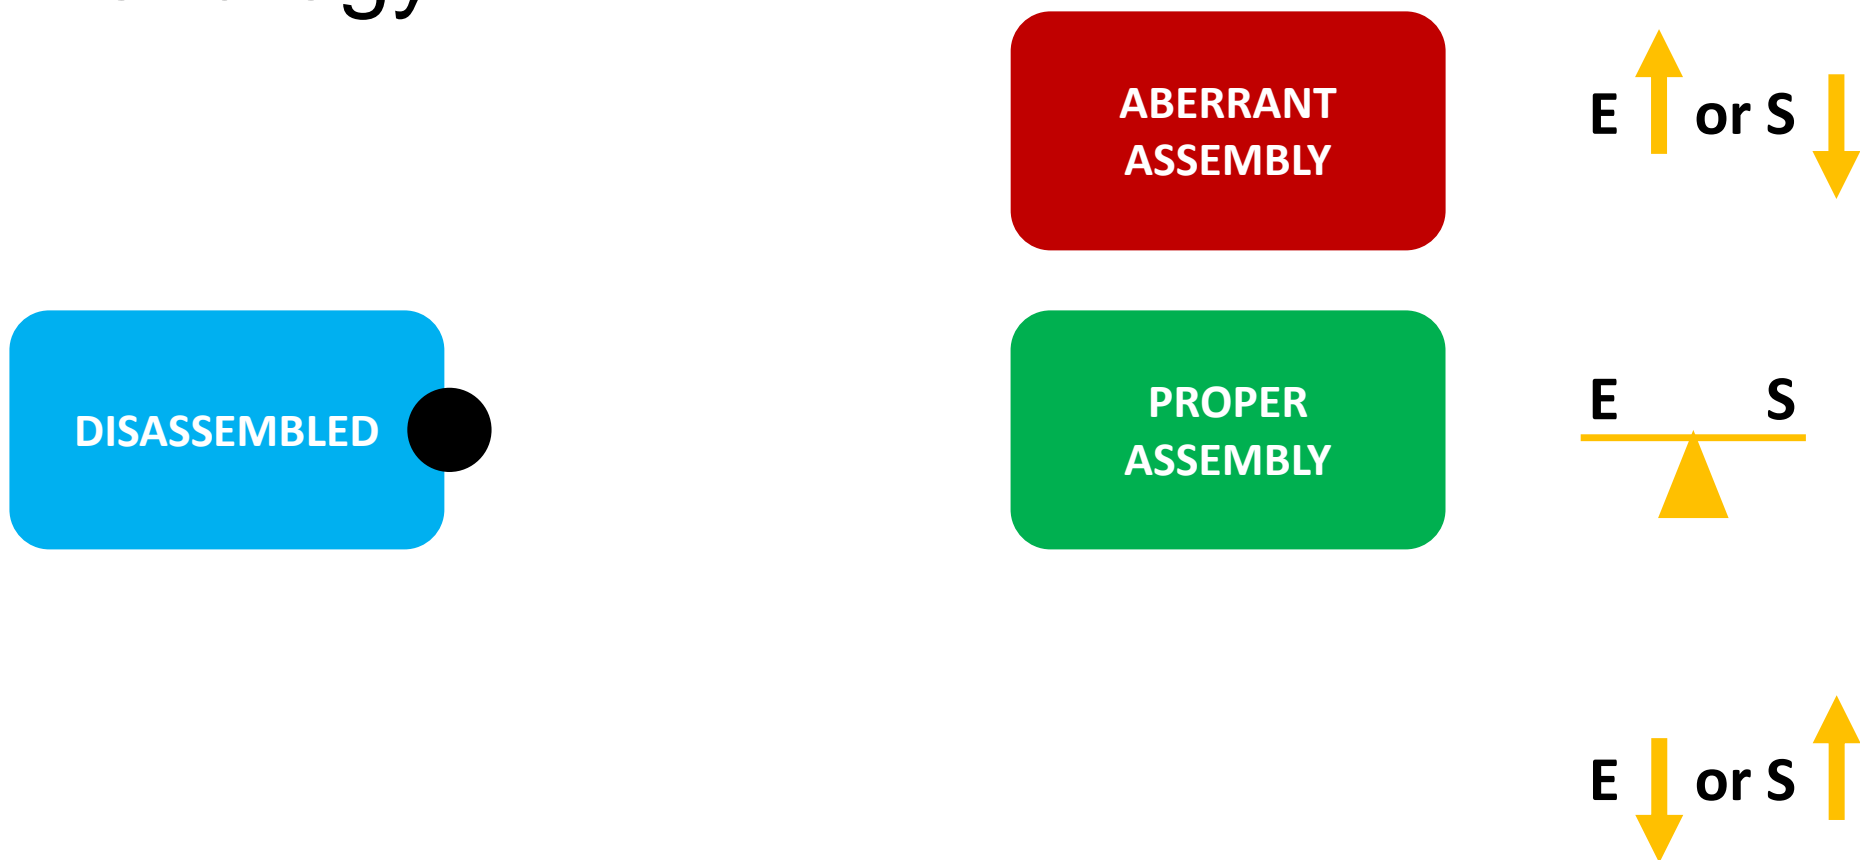 ABERRANT
ASSEMBLY
E or S
DISASSEMBLED
PROPER
ASSEMBLY
E S
E or S